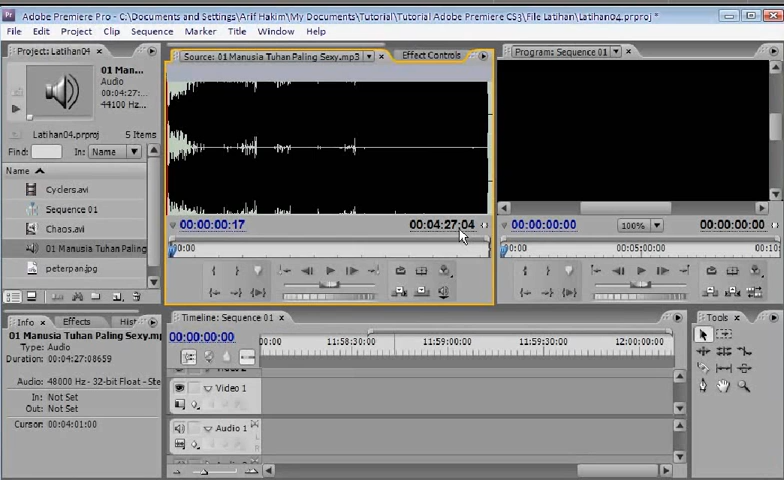 Adobe Premiere Pro - C:\Documents and Settings\Arif Hakim\My Documents\Tutorial\Tutorial Adobe Premiere CS3\File Latihan\Latihan04.prproj *
File Edit Project Clip Sequence Marker Title Window Help
Project: Latihan04.prproj
01 Man...
Audio
00:04:27:...
44100 Hz - ...
Latihan04.prproj 5 Items
Find: In: Name
Name
Cyclers.avi
Sequence 01
Chaos.avi
01 Manusia Tuhan Paling
peterpan.jpg
Source: 01 Manusia Tuhan Paling Sexy.mp3
Effect Controls
00:00:00:17 00:04:27:04
00:00
Program: Sequence 01
00:00:00:00 100% 00:00:00:00
00:00 00:05:00:00 00:10:
Info Effects Hist
01 Manusia Tuhan Paling Sexy.mp
Type: Audio
Duration: 00:04:27:08659
Audio: 48000 Hz - 32-bit Float - Ste
In: Not Set
Out: Not Set
Cursor: 00:04:01:00
Timeline: Sequence 01
00:00:00:00
00:00 11:58:30:00 11:59:00:00 11:59:30:00 12:00:00:00
Video 1
Audio 1
Tools